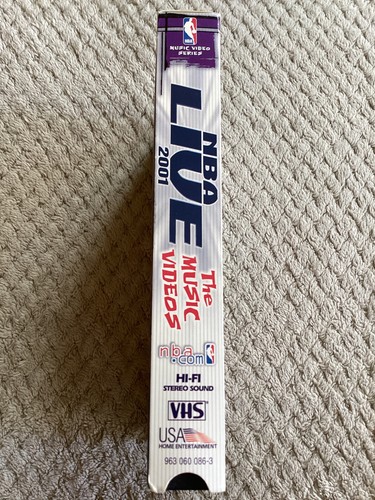 NBA
MUSIC VIDEO
SERIES
NBA
LIVE
2001
The
MUSIC
VIDEOS
nba
.com
HI-FI
STEREO SOUND
VHS
USA
HOME ENTERTAINMENT
963 060 086-3